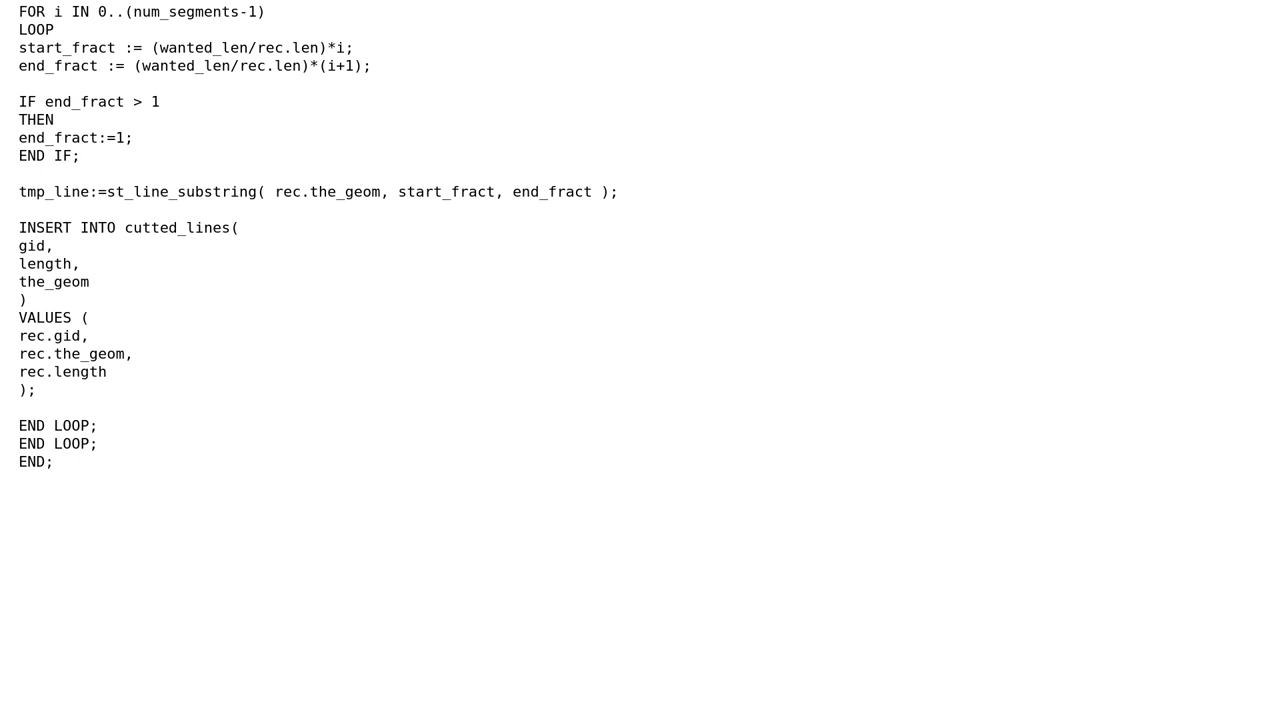 FOR i IN 0..(num_segments-1)
LOOP
start_fract := (wanted_len/rec.len)*i;
end_fract := (wanted_len/rec.len)*(i+1);

IF end_fract > 1
THEN
end_fract:=1;
END IF;

tmp_line:=st_line_substring( rec.the_geom, start_fract, end_fract );

INSERT INTO cutted_lines(
gid,
length,
the_geom
)
VALUES (
rec.gid,
rec.the_geom,
rec.length
);

END LOOP;
END LOOP;
END;